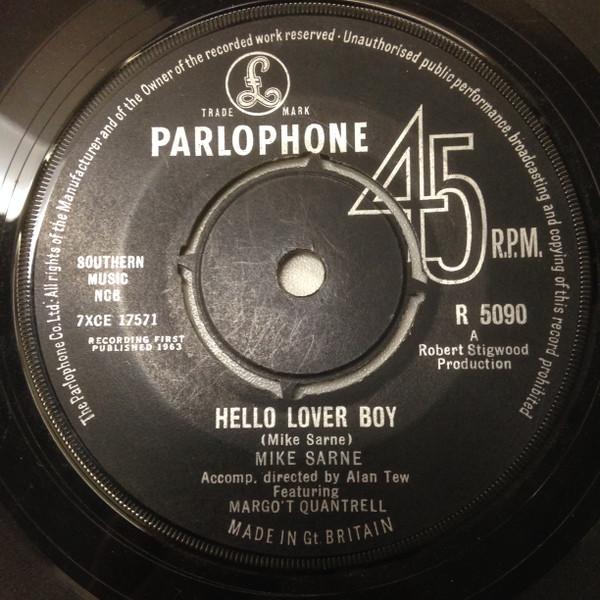 The Parlophone Co. Ltd. All rights of the Manufacturer and of the Owner of the recorded work reserved · Unauthorised public performance, broadcasting and copying of this record prohibited
£
TRADE MARK
PARLOPHONE
45 R.P.M.
SOUTHERN
MUSIC
NCB
7XCE 17571
RECORDING FIRST
PUBLISHED 1963
R 5090
A
Robert Stigwood
Production
HELLO LOVER BOY
(Mike Sarne)
MIKE SARNE
Accomp. directed by Alan Tew
Featuring
MARGO'T QUANTRELL
MADE IN Gt. BRITAIN